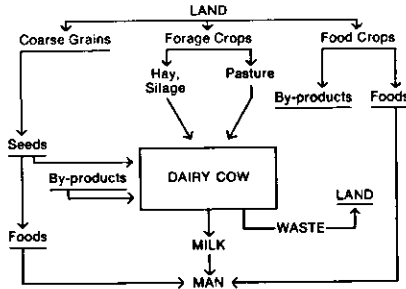 LAND
Coarse Grains
Forage Crops
Food Crops
Hay,
Silage
Pasture
By-products
Foods
Seeds
By-products
DAIRY COW
LAND
Foods
WASTE
MILK
MAN